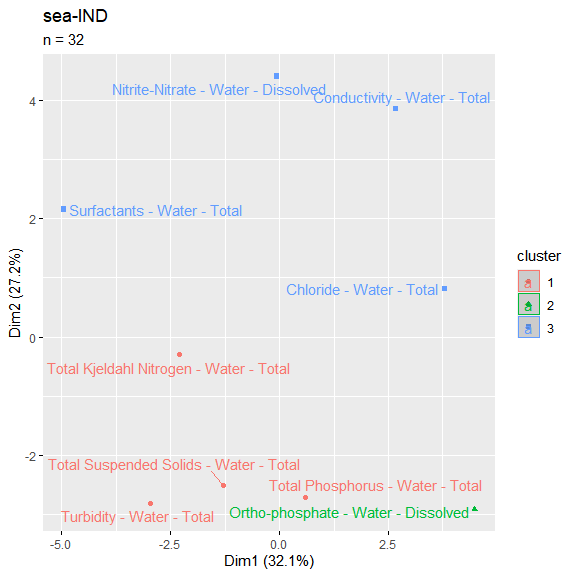 sea-IND
n = 32
Nitrite-Nitrate - Water - Dissolved
Conductivity - Water - Total
Surfactants - Water - Total
Chloride - Water - Total
Total Kjeldahl Nitrogen - Water - Total
Total Suspended Solids - Water - Total
Total Phosphorus - Water - Total
Ortho-phosphate - Water - Dissolved
Turbidity - Water - Total
4
2
0
-2
Dim2 (27.2%)
-5.0
-2.5
0.0
2.5
Dim1 (32.1%)
cluster
a 1
a 2
a 3